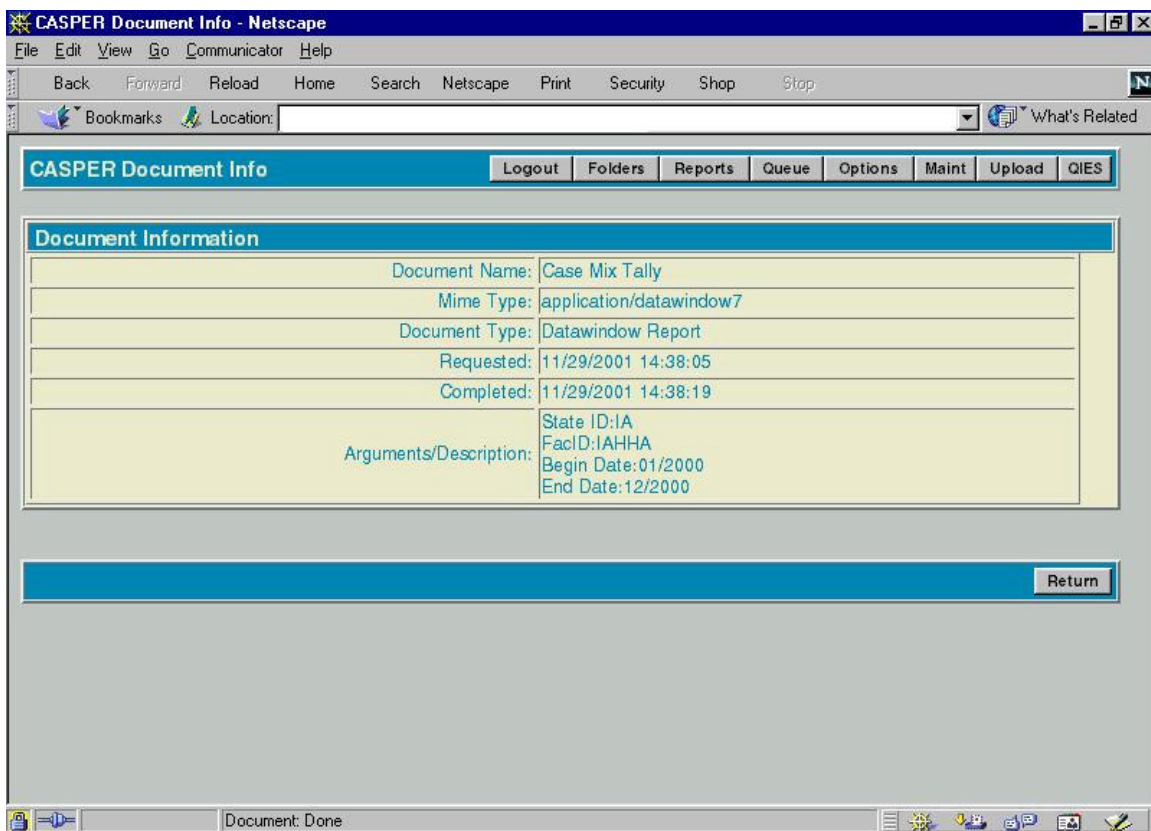 CASPER Document Info - Netscape
File Edit View Go Communicator Help
Back Forward Reload Home Search Netscape Print Security Shop Stop
N
Bookmarks Location: What's Related
CASPER Document Info Logout Folders Reports Queue Options Maint Upload QIES
Document Information
Document Name: Case Mix Tally
Mime Type: application/datawindow7
Document Type: Datawindow Report
Requested: 11/29/2001 14:38:05
Completed: 11/29/2001 14:38:19
Arguments/Description: State ID:IA
FacID:IAHHA
Begin Date:01/2000
End Date:12/2000
Return
Document: Done